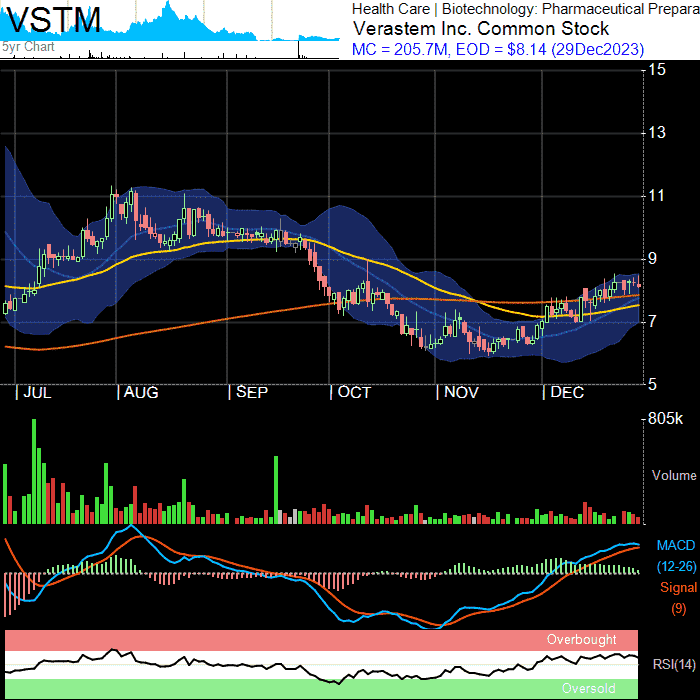 VSTM
5yr Chart
Health Care | Biotechnology: Pharmaceutical Prepara
Verastem Inc. Common Stock
MC = 205.7M, EOD = $8.14 (29Dec2023)
15
13
11
9
7
5
JUL AUG SEP OCT NOV DEC
805k
Volume
MACD
(12-26)
Signal
(9)
Overbought
RSI(14)
Oversold